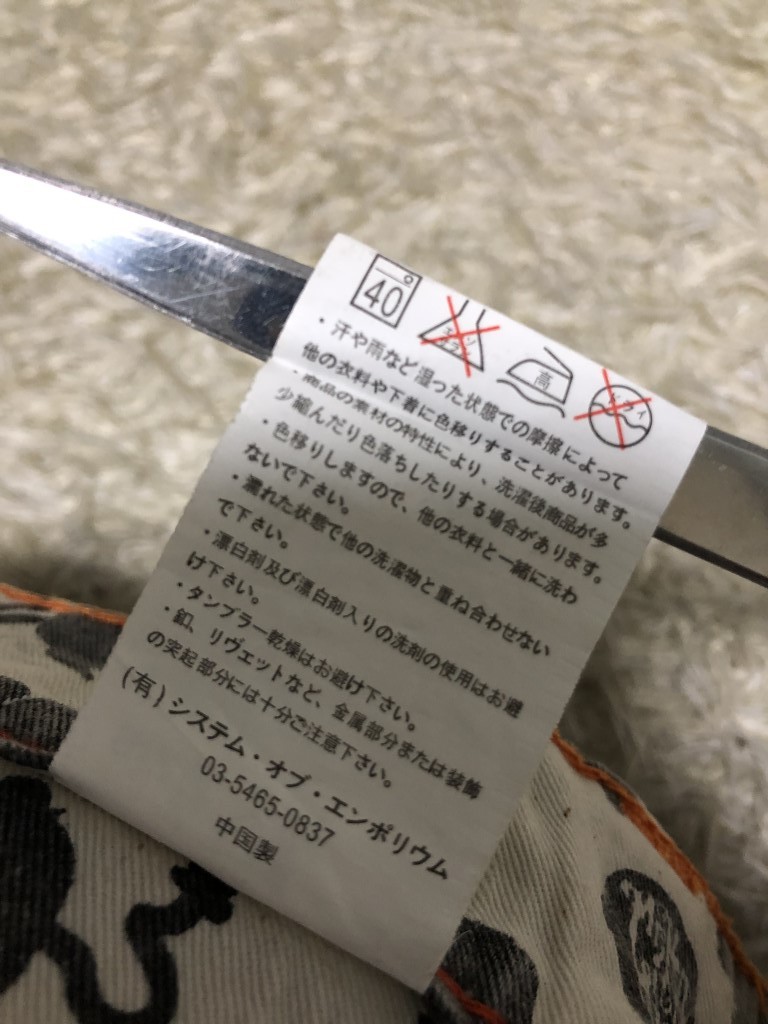 40
エンソ
サラシ
高
ドライ
・汗や雨など湿った状態での摩擦によって
他の衣料や下着に色移りすることがあります。
・商品の素材の特性により、洗濯後商品が多
少縮んだり色落ちしたりする場合があります。
・色移りしますので、他の衣料と一緒に洗わ
ないで下さい。
・濡れた状態で他の洗濯物と重ね合わせない
で下さい。
・漂白剤及び漂白剤入りの洗剤の使用はお避
け下さい。
・タンブラー乾燥はお避け下さい。
・釦、リヴェットなど、金属部分または装飾
の突起部分には十分ご注意下さい。
(有)システム・オブ・エンポリウム
03-5465-0837
中国製